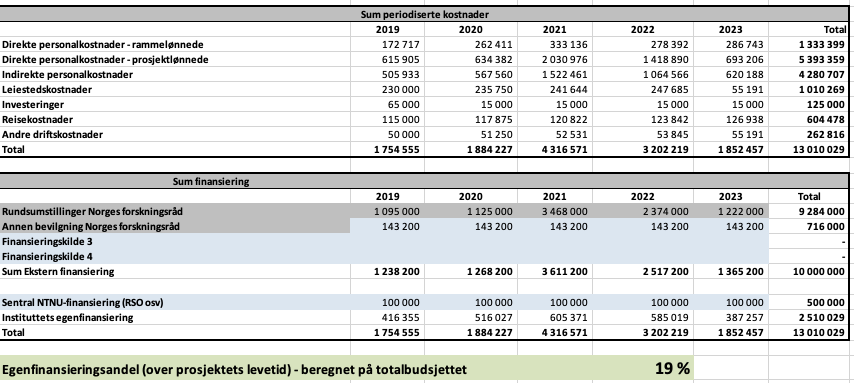 Sum periodiserte kostnader
2019 2020 2021 2022 2023 Total
Direkte personalkostnader - rammelønnede 172 717 262 411 333 136 278 392 286 743 1 333 399
Direkte personalkostnader - prosjektlønnede 615 905 634 382 2 030 976 1 418 890 693 206 5 393 359
Indirekte personalkostnader 505 933 567 560 1 522 461 1 064 566 620 188 4 280 707
Leiestedskostnader 230 000 235 750 241 644 247 685 55 191 1 010 269
Investeringer 65 000 15 000 15 000 15 000 15 000 125 000
Reisekostnader 115 000 117 875 120 822 123 842 126 938 604 478
Andre driftskostnader 50 000 51 250 52 531 53 845 55 191 262 816
Total 1 754 555 1 884 227 4 316 571 3 202 219 1 852 457 13 010 029
Sum finansiering
2019 2020 2021 2022 2023 Total
Rundsumstillinger Norges forskningsråd 1 095 000 1 125 000 3 468 000 2 374 000 1 222 000 9 284 000
Annen bevilgning Norges forskningsråd 143 200 143 200 143 200 143 200 143 200 716 000
Finansieringskilde 3 -
Finansieringskilde 4 -
Sum Ekstern finansiering 1 238 200 1 268 200 3 611 200 2 517 200 1 365 200 10 000 000
Sentral NTNU-finansiering (RSO osv) 100 000 100 000 100 000 100 000 100 000 500 000
Instituttets egenfinansiering 416 355 516 027 605 371 585 019 387 257 2 510 029
Total 1 754 555 1 884 227 4 316 571 3 202 219 1 852 457 13 010 029
Egenfinansieringsandel (over prosjektets levetid) - beregnet på totalbudsjettet 19 %